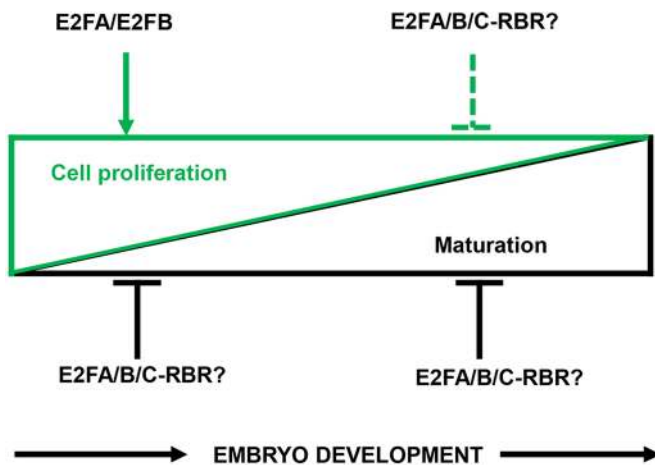 E2FA/E2FB
E2FA/B/C-RBR?
Cell proliferation
Maturation
E2FA/B/C-RBR?
E2FA/B/C-RBR?
EMBRYO DEVELOPMENT